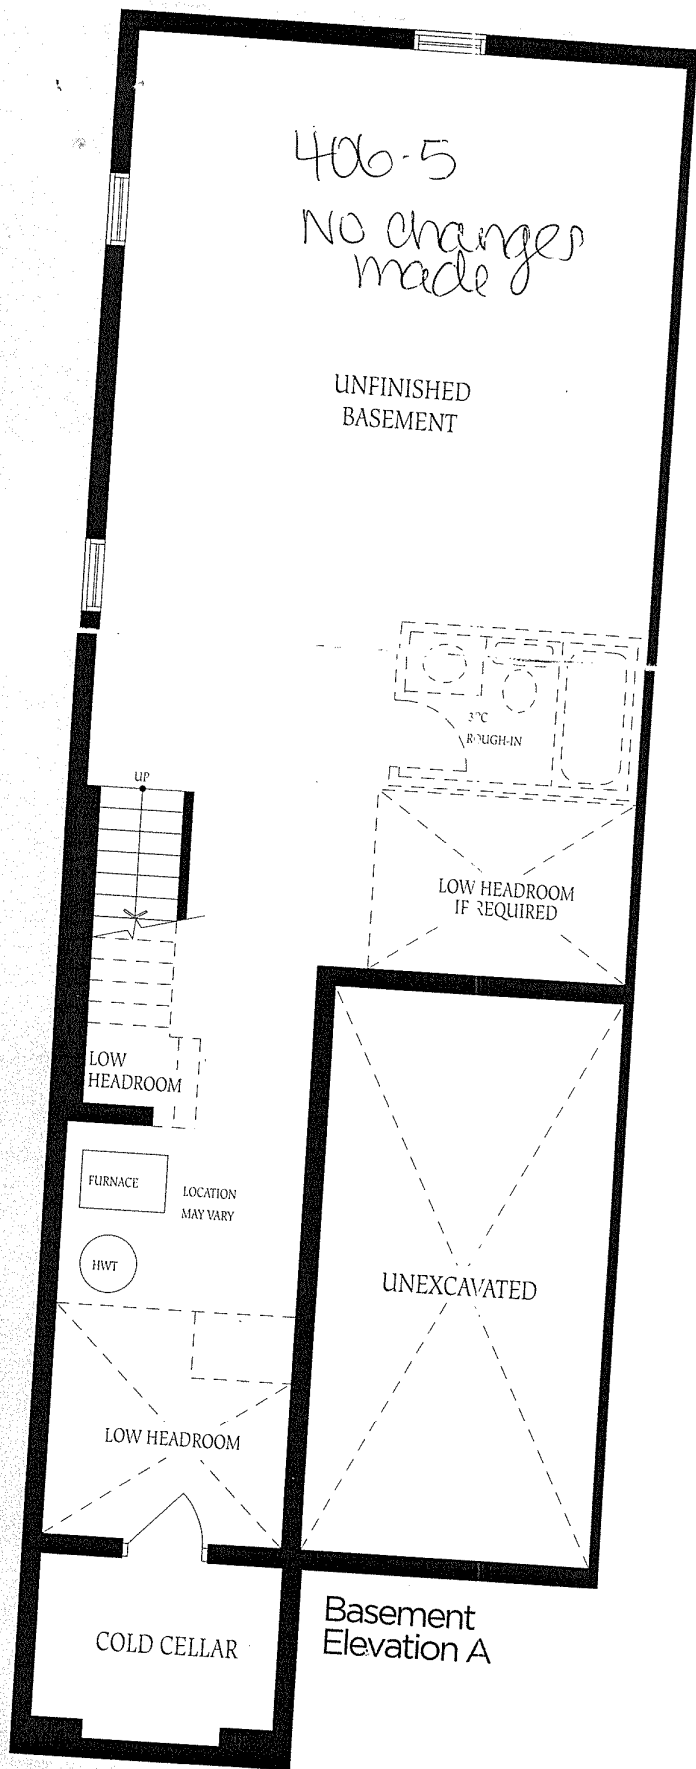 406-5
No changes
made
UNFINISHED
BASEMENT
3PC
ROUGH-IN
UP
LOW HEADROOM
IF REQUIRED
LOW
HEADROOM
FURNACE
LOCATION
MAY VARY
HWT
UNEXCAVATED
LOW HEADROOM
COLD CELLAR
Basement
Elevation A